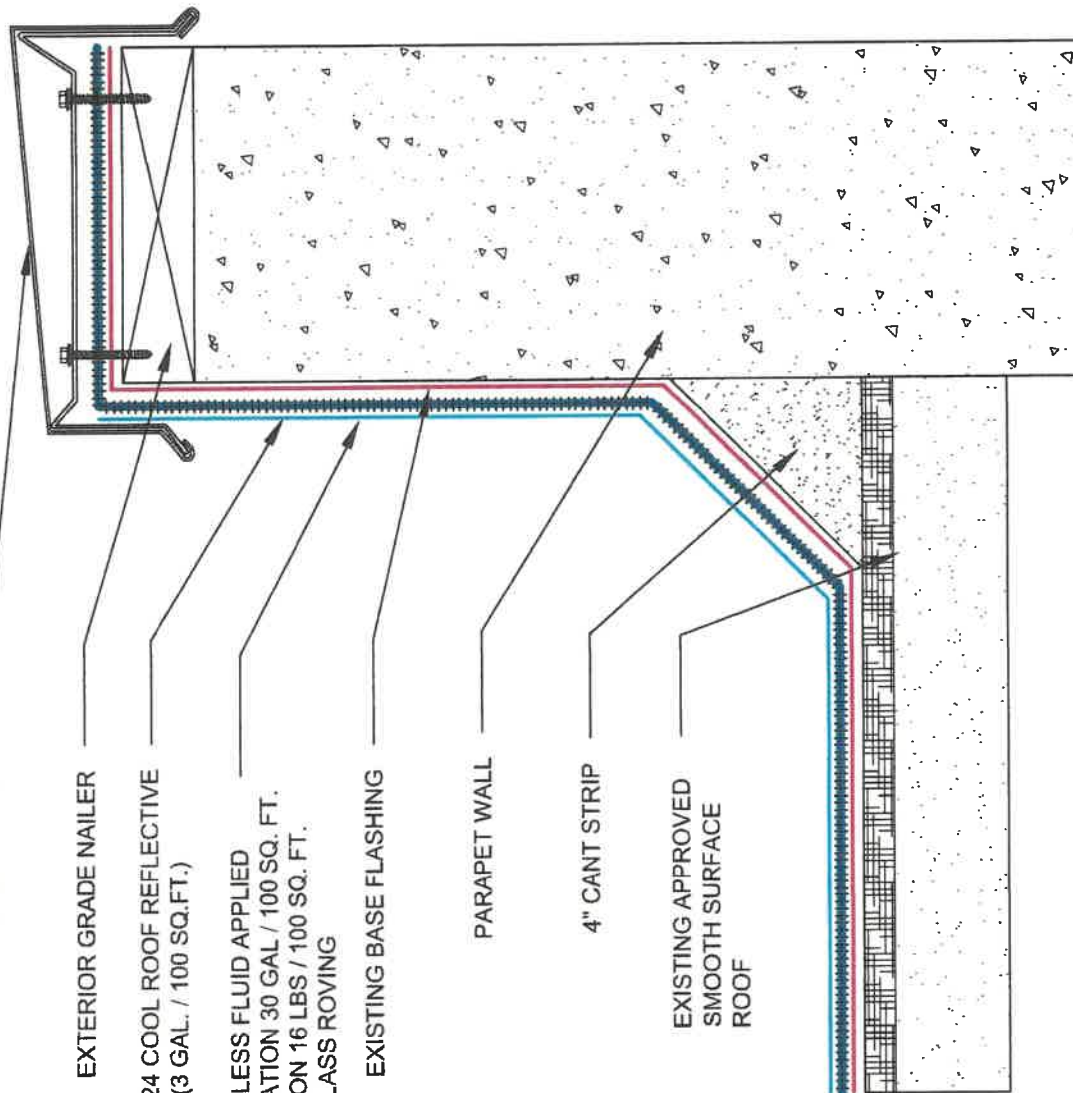 EXTERIOR GRADE NAILER
24 COOL ROOF REFLECTIVE
(3 GAL. / 100 SQ.FT.)
LESS FLUID APPLIED
ATION 30 GAL / 100 SQ. FT.
ON 16 LBS / 100 SQ. FT.
LASS ROVING
EXISTING BASE FLASHING
PARAPET WALL
4" CANT STRIP
EXISTING APPROVED
SMOOTH SURFACE
ROOF